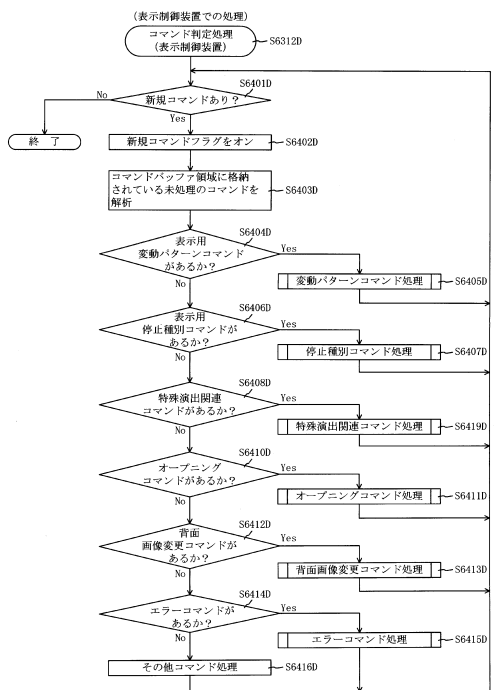 (表示制御装置での処理)
コマンド判定処理
(表示制御装置)
S6312D
S6401D
新規コマンドあり?
No
Yes
終 了
新規コマンドフラグをオン
S6402D
コマンドバッファ領域に格納
されている未処理のコマンドを
解析
S6403D
S6404D
表示用
変動パターンコマンド
があるか?
Yes
No
変動パターンコマンド処理
S6405D
S6406D
表示用
停止種別コマンドが
あるか?
Yes
No
停止種別コマンド処理
S6407D
S6408D
特殊演出関連
コマンドがあるか?
Yes
No
特殊演出関連コマンド処理
S6419D
S6410D
オープニング
コマンドがあるか?
Yes
No
オープニングコマンド処理
S6411D
S6412D
背面
画像変更コマンドが
あるか?
Yes
No
背面画像変更コマンド処理
S6413D
S6414D
エラーコマンドが
あるか?
Yes
No
エラーコマンド処理
S6415D
その他コマンド処理
S6416D